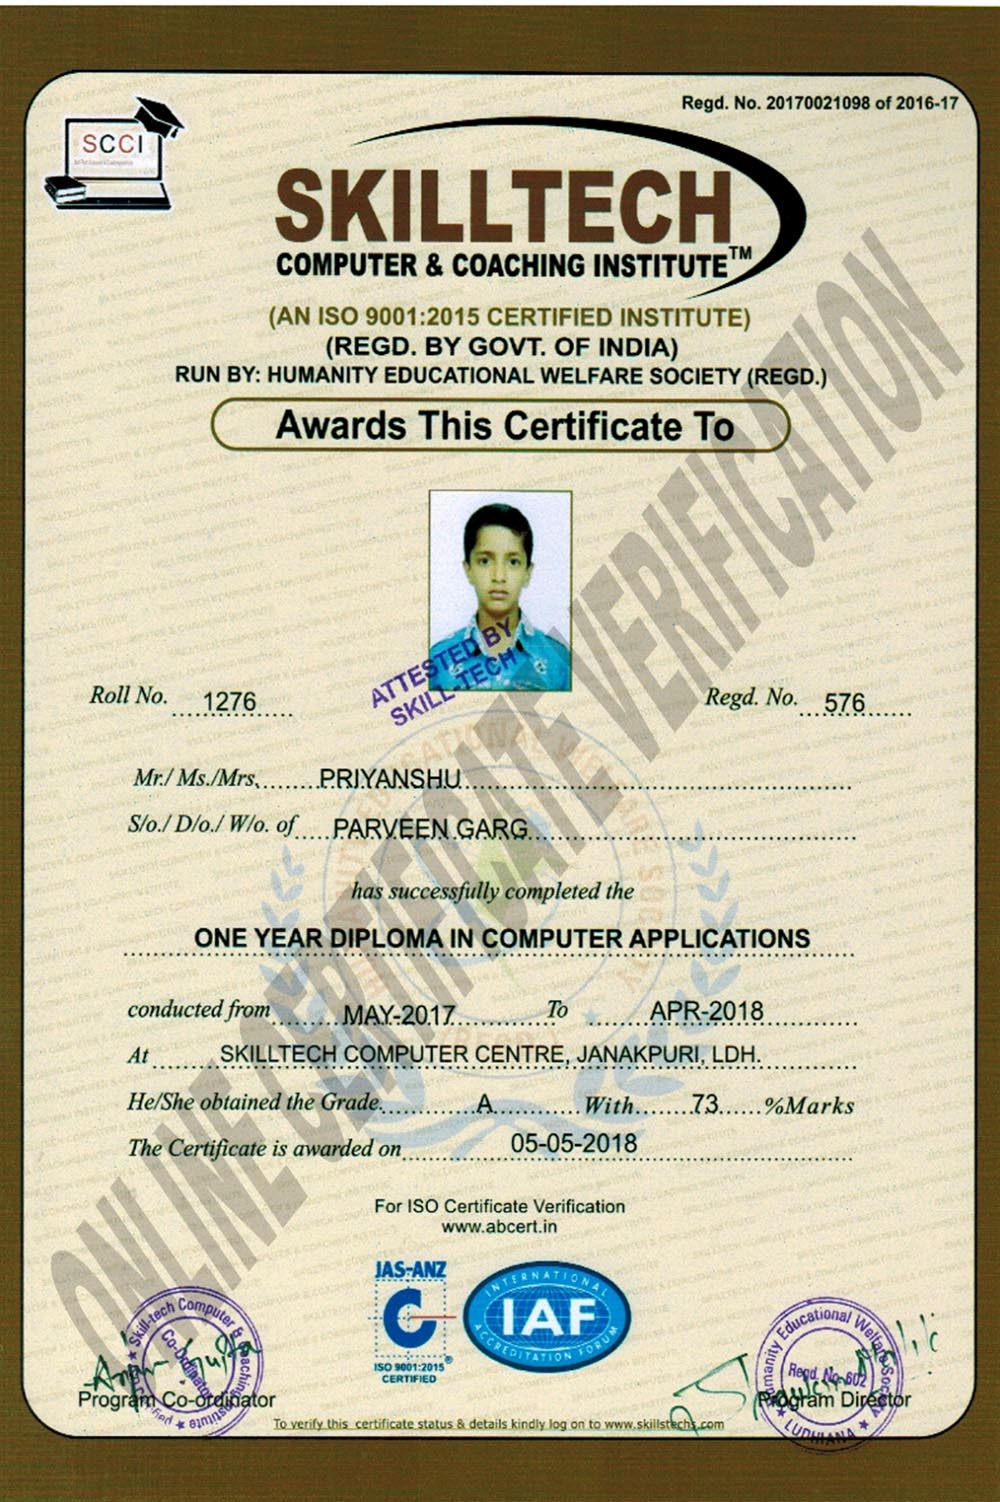 Regd. No. 20170021098 of 2016-17
SCCI
SKILLTECH
COMPUTER & COACHING INSTITUTE™
(AN ISO 9001:2015 CERTIFIED INSTITUTE)
(REGD. BY GOVT. OF INDIA)
RUN BY: HUMANITY EDUCATIONAL WELFARE SOCIETY (REGD.)
Awards This Certificate To
ATTESTED BY
SKILL-TECH
Roll No. 1276 Regd. No. 576
Mr./ Ms./Mrs. PRIYANSHU
S/o./ D/o./ W/o. of PARVEEN GARG
has successfully completed the
ONE YEAR DIPLOMA IN COMPUTER APPLICATIONS
conducted from MAY-2017 To APR-2018
At SKILLTECH COMPUTER CENTRE, JANAKPURI, LDH.
He/She obtained the Grade A With 73 %Marks
The Certificate is awarded on 05-05-2018
ONLINE CERTIFICATE VERIFICATION
For ISO Certificate Verification
www.abcert.in
JAS-ANZ
C
ISO 9001:2015 ®
CERTIFIED
INTERNATIONAL
IAF
ACCREDITATION FORUM
Skill-tech Computer & Coaching Institute
Co-Ordinator
Program Co-ordinator
Humanity Educational Welfare Society
Regd. No. 602
LUDHIANA
Program Director
To verify this certificate status & details kindly log on to www.skillstechs.com